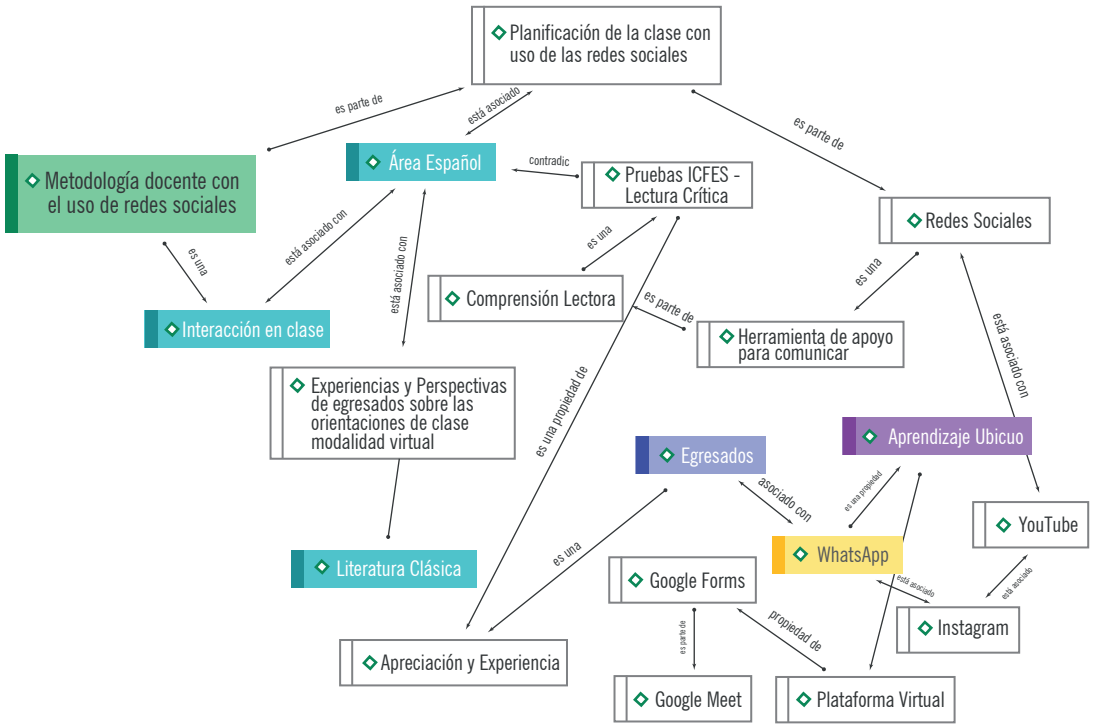 Planificación de la clase con
uso de las redes sociales
es parte de
está asociado
es parte de
Metodología docente con
el uso de redes sociales
Área Español
contradic
Pruebas ICFES -
Lectura Crítica
Redes Sociales
es una
está asociado con
está asociado con
es una
es una
Comprensión Lectora
es parte de
Interacción en clase
Herramienta de apoyo
para comunicar
está asociado con
Experiencias y Perspectivas
de egresados sobre las
orientaciones de clase
modalidad virtual
es una propiedad de
Egresados
Aprendizaje Ubicuo
asociado con
es una propiedad
YouTube
es una
WhatsApp
Literatura Clásica
Google Forms
está asociado
está asociado
Instagram
es parte de
propiedad de
Apreciación y Experiencia
Google Meet
Plataforma Virtual